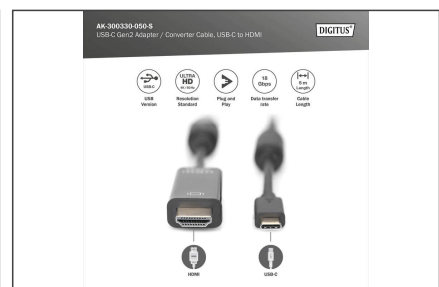 AK-300330-050-S
USB-C Gen2 Adapter / Converter Cable, USB-C to HDMI
DIGITUS®
USB-C
ULTRA
HD
4K / 60Hz
10
Gbps
5 m
Length
USB
Version
Resolution
Standard
Plug and
Play
Data transfer
rate
Cable
Length
HDMI
USB-C